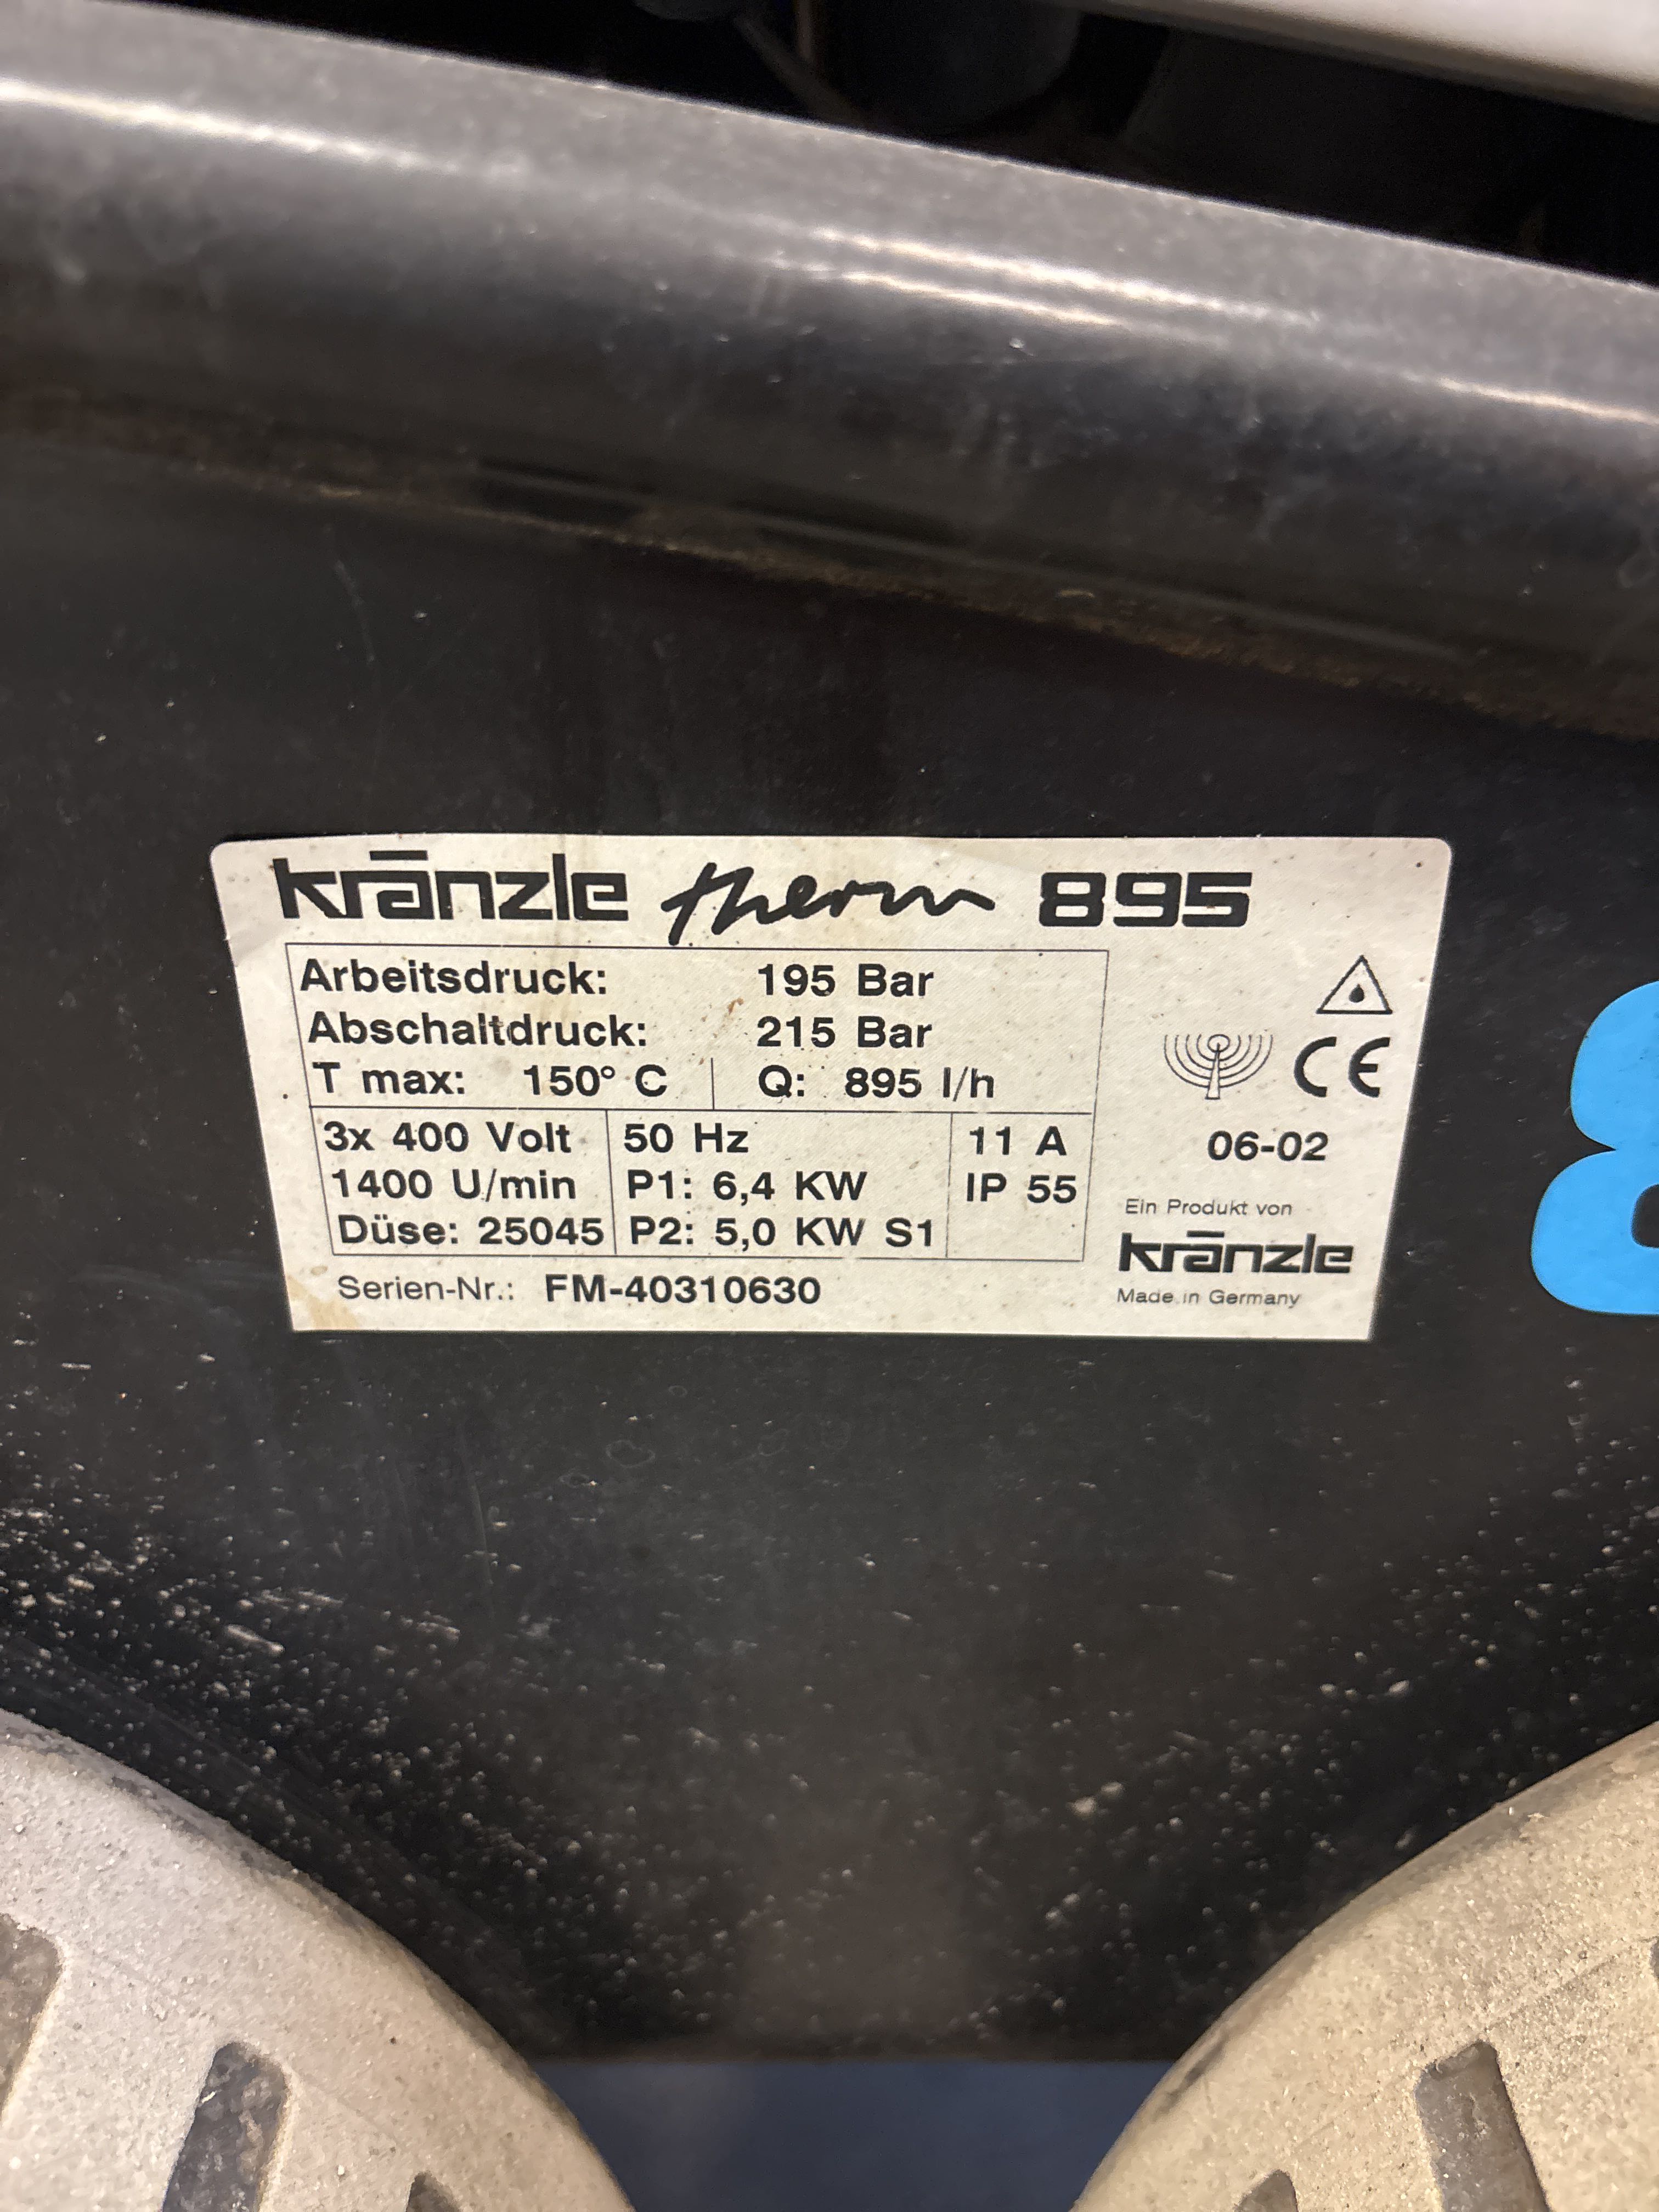 kränzle therm 895
Arbeitsdruck: 195 Bar
Abschaltdruck: 215 Bar
T max: 150° C Q: 895 l/h
3x 400 Volt 50 Hz 11 A
1400 U/min P1: 6,4 KW IP 55
Düse: 25045 P2: 5,0 KW S1
Serien-Nr.: FM-40310630
CE
06-02
Ein Produkt von
kränzle
Made in Germany
8